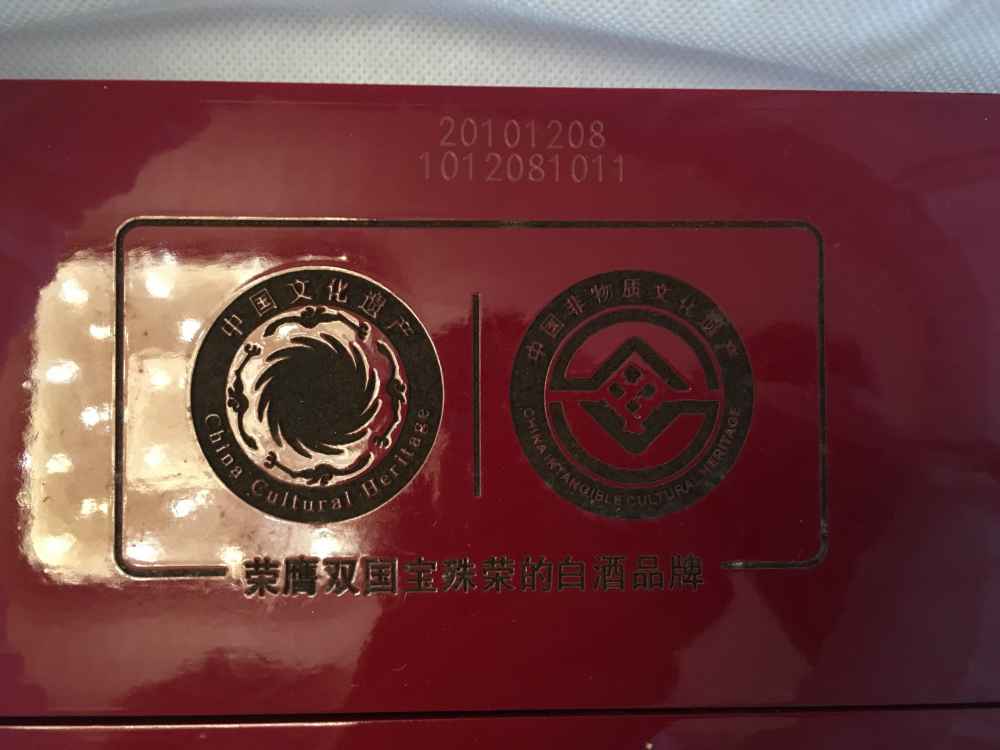 20101208
1012081011
中国文化遗产
China Cultural Heritage
中国非物质文化遗产
CHINA INTANGIBLE CULTURAL HERITAGE
荣膺双国宝殊荣的白酒品牌